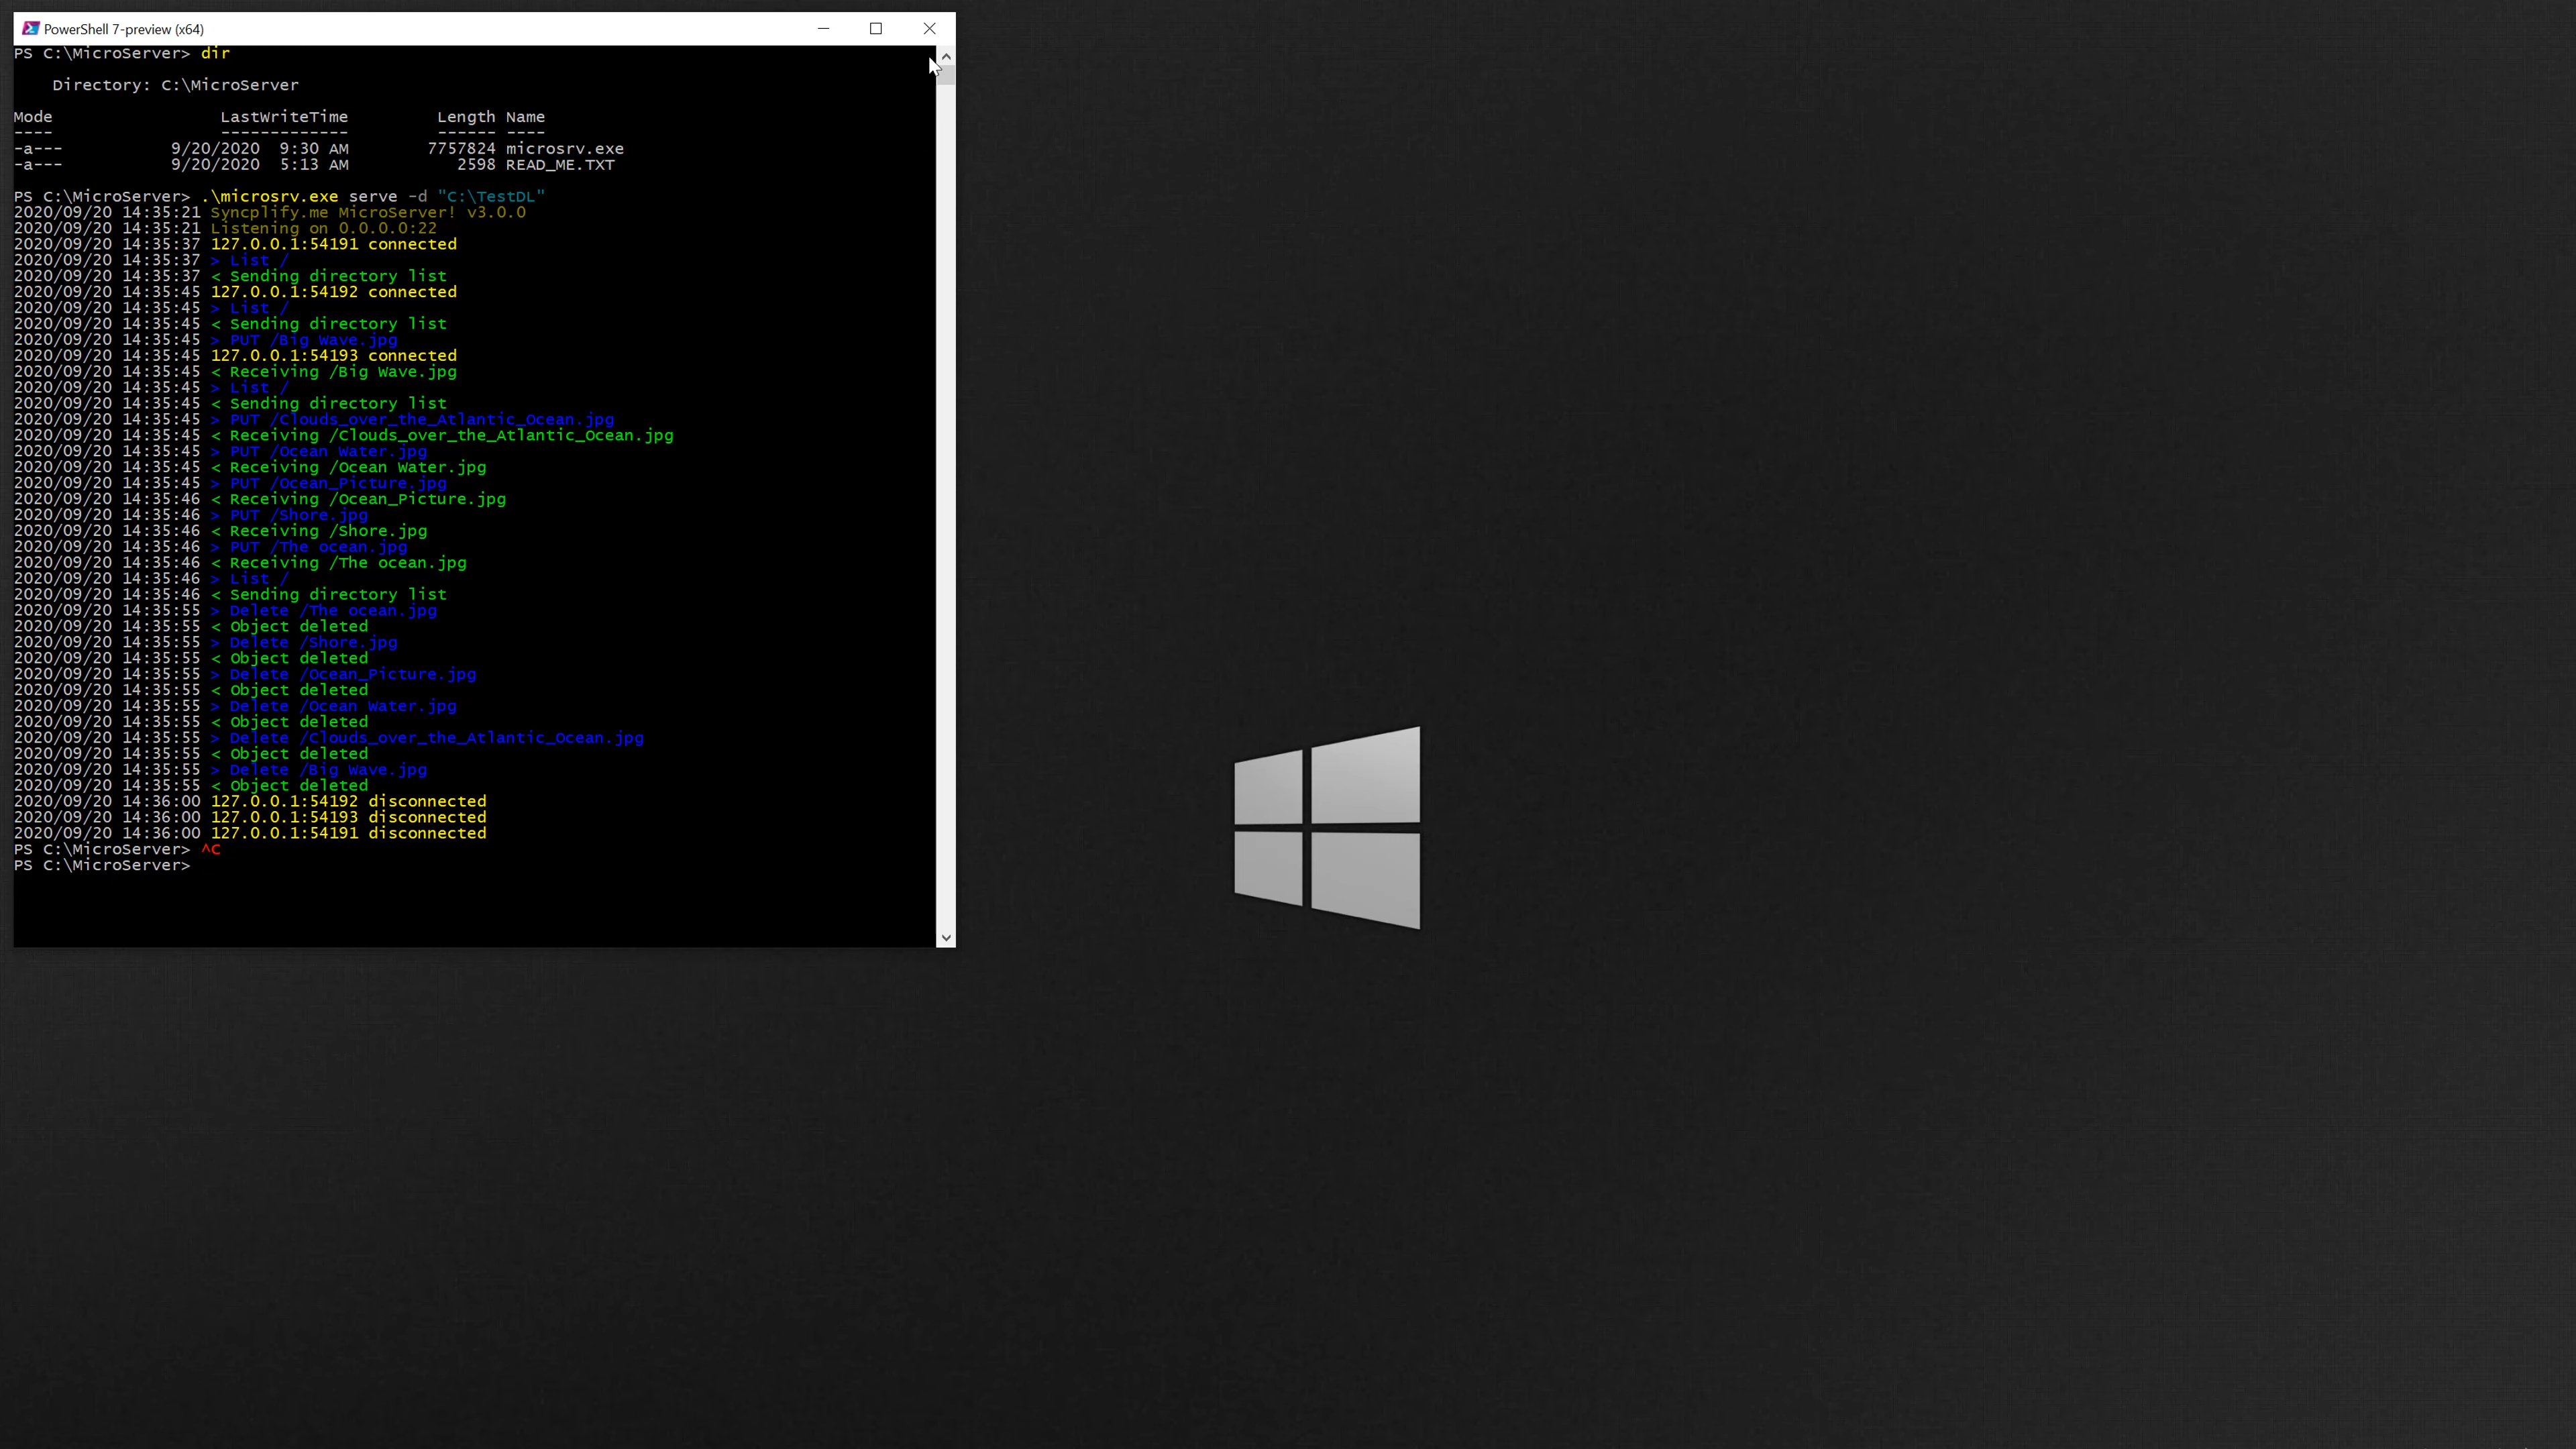 PowerShell 7-preview (x64)
PS C:\MicroServer> dir
Directory: C:\MicroServer
Mode LastWriteTime Length Name
---- ------------- ------ ----
-a--- 9/20/2020 9:30 AM 7757824 microsrv.exe
-a--- 9/20/2020 5:13 AM 2598 READ_ME.TXT
PS C:\MicroServer> .\microsrv.exe serve -d "C:\TestDL"
2020/09/20 14:35:21 Syncplify.me MicroServer! v3.0.0
2020/09/20 14:35:21 Listening on 0.0.0.0:22
2020/09/20 14:35:37 127.0.0.1:54191 connected
2020/09/20 14:35:37 > List /
2020/09/20 14:35:37 < Sending directory list
2020/09/20 14:35:45 127.0.0.1:54192 connected
2020/09/20 14:35:45 > List /
2020/09/20 14:35:45 < Sending directory list
2020/09/20 14:35:45 > PUT /Big Wave.jpg
2020/09/20 14:35:45 127.0.0.1:54193 connected
2020/09/20 14:35:45 < Receiving /Big Wave.jpg
2020/09/20 14:35:45 > List /
2020/09/20 14:35:45 < Sending directory list
2020/09/20 14:35:45 > PUT /Clouds_over_the_Atlantic_Ocean.jpg
2020/09/20 14:35:45 < Receiving /Clouds_over_the_Atlantic_Ocean.jpg
2020/09/20 14:35:45 > PUT /Ocean Water.jpg
2020/09/20 14:35:45 < Receiving /Ocean Water.jpg
2020/09/20 14:35:45 > PUT /Ocean_Picture.jpg
2020/09/20 14:35:46 < Receiving /Ocean_Picture.jpg
2020/09/20 14:35:46 > PUT /Shore.jpg
2020/09/20 14:35:46 < Receiving /Shore.jpg
2020/09/20 14:35:46 > PUT /The ocean.jpg
2020/09/20 14:35:46 < Receiving /The ocean.jpg
2020/09/20 14:35:46 > List /
2020/09/20 14:35:46 < Sending directory list
2020/09/20 14:35:55 > Delete /The ocean.jpg
2020/09/20 14:35:55 < Object deleted
2020/09/20 14:35:55 > Delete /Shore.jpg
2020/09/20 14:35:55 < Object deleted
2020/09/20 14:35:55 > Delete /Ocean_Picture.jpg
2020/09/20 14:35:55 < Object deleted
2020/09/20 14:35:55 > Delete /Ocean Water.jpg
2020/09/20 14:35:55 < Object deleted
2020/09/20 14:35:55 > Delete /Clouds_over_the_Atlantic_Ocean.jpg
2020/09/20 14:35:55 < Object deleted
2020/09/20 14:35:55 > Delete /Big Wave.jpg
2020/09/20 14:35:55 < Object deleted
2020/09/20 14:36:00 127.0.0.1:54192 disconnected
2020/09/20 14:36:00 127.0.0.1:54193 disconnected
2020/09/20 14:36:00 127.0.0.1:54191 disconnected
PS C:\MicroServer> ^C
PS C:\MicroServer>